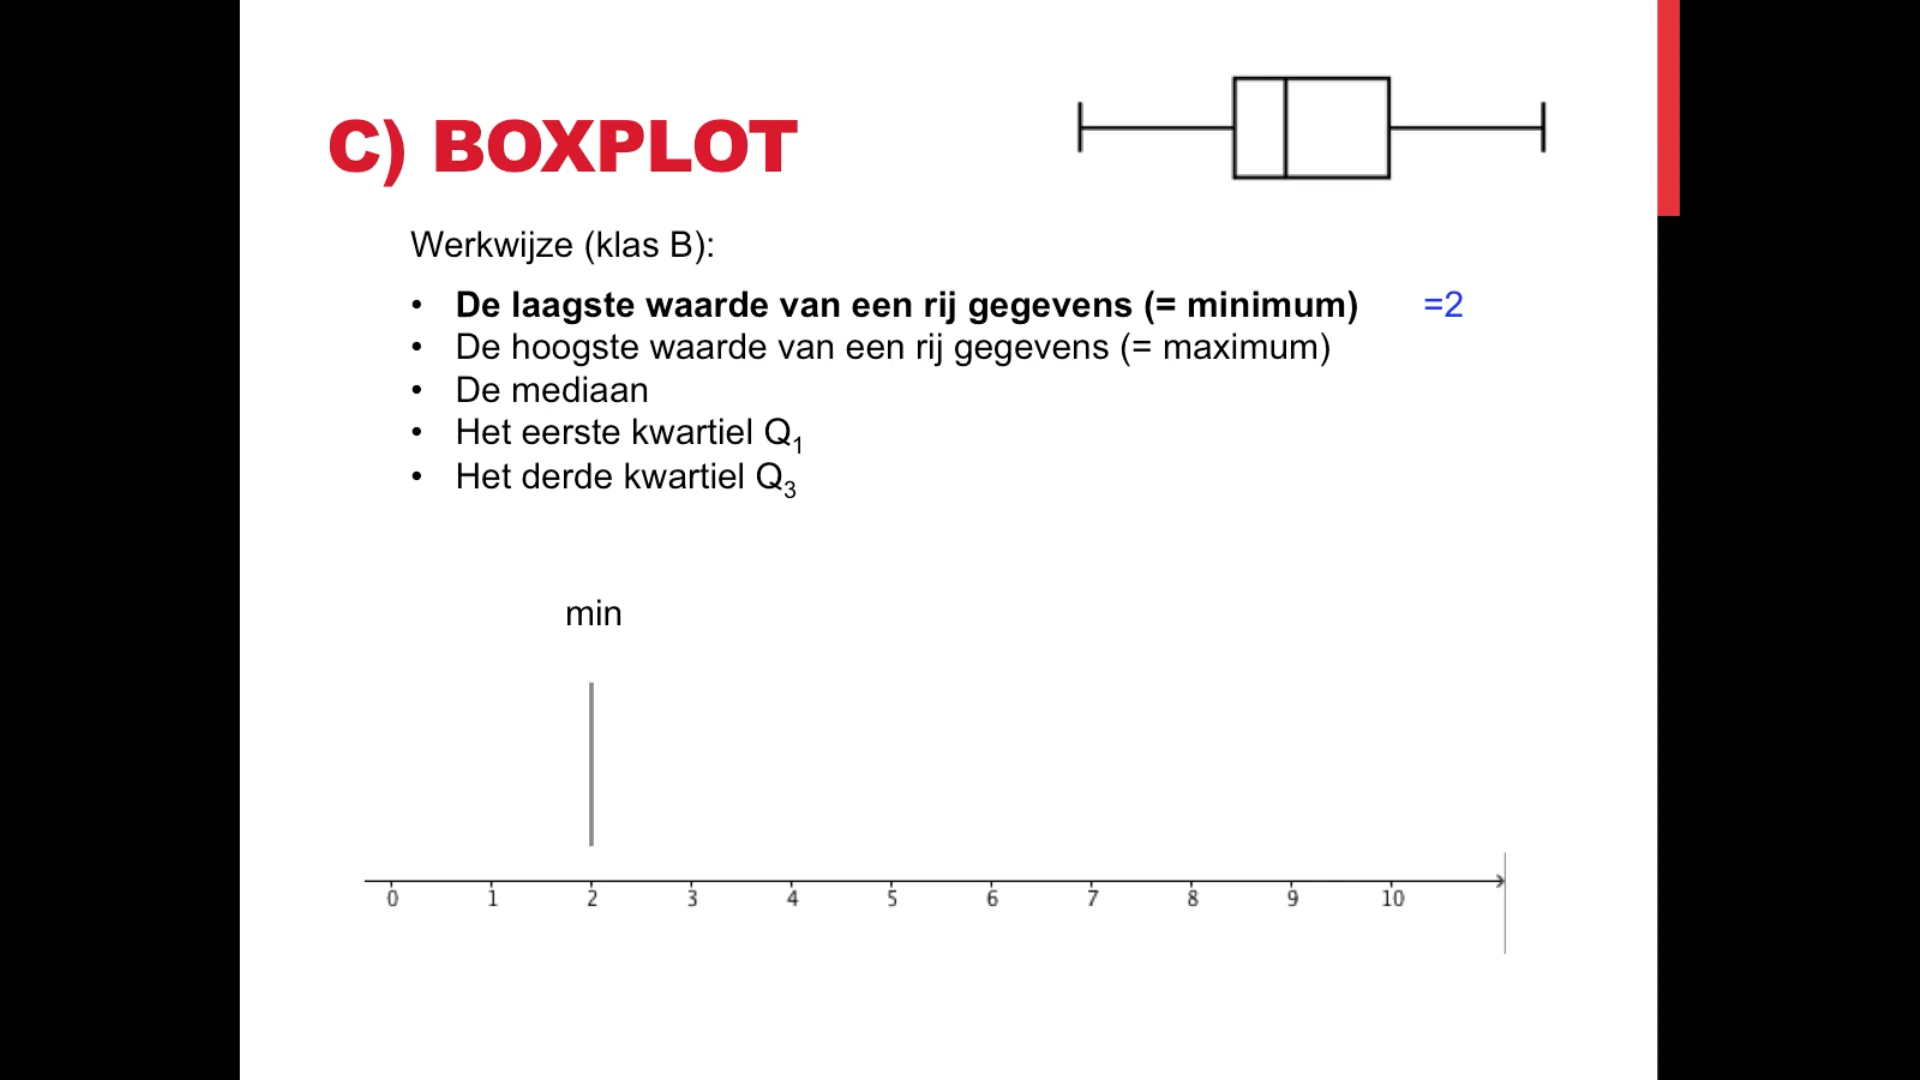 C) BOXPLOT
Werkwijze (klas B):
• De laagste waarde van een rij gegevens (= minimum) =2
• De hoogste waarde van een rij gegevens (= maximum)
• De mediaan
• Het eerste kwartiel Q₁
• Het derde kwartiel Q₃
min
0 1 2 3 4 5 6 7 8 9 10